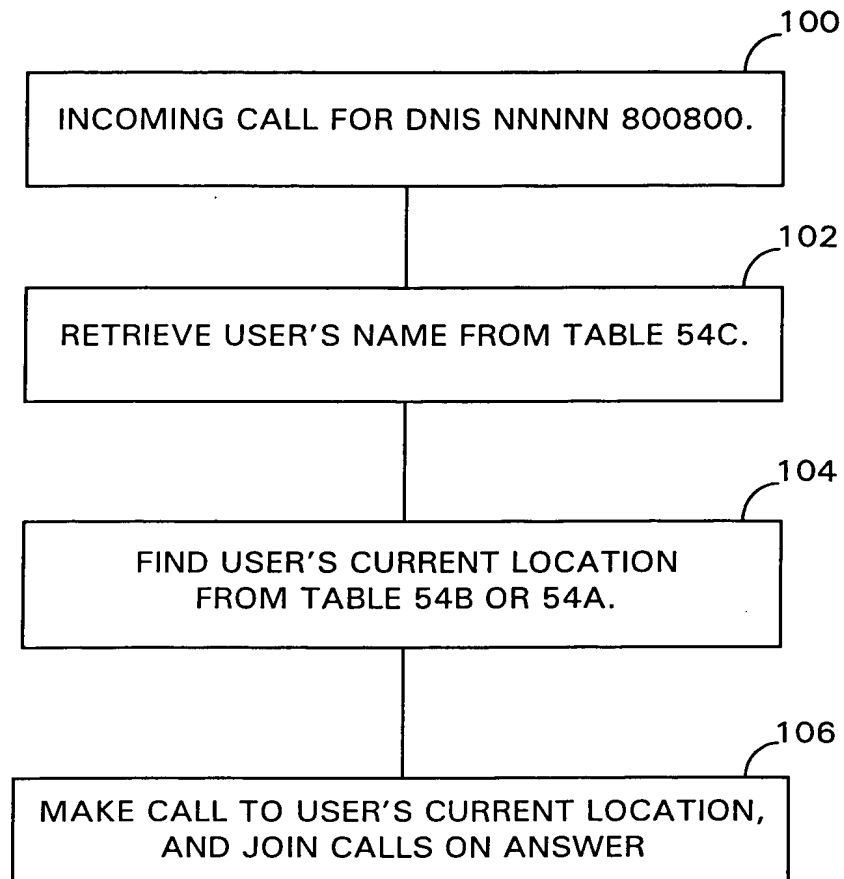 100
INCOMING CALL FOR DNIS NNNNN 800800.
102
RETRIEVE USER'S NAME FROM TABLE 54C.
104
FIND USER'S CURRENT LOCATION
FROM TABLE 54B OR 54A.
106
MAKE CALL TO USER'S CURRENT LOCATION,
AND JOIN CALLS ON ANSWER